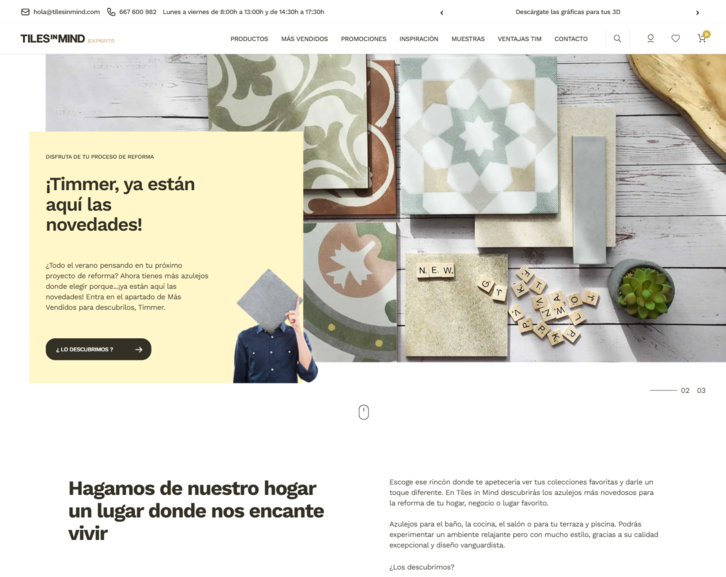 hola@tilesinmind.com 667 600 982 Lunes a viernes de 8:00h a 13:00h y de 14:30h a 17:30h
Descárgate las gráficas para tus 3D
TILES IN MIND EXPERTS
PRODUCTOS MÁS VENDIDOS PROMOCIONES INSPIRACIÓN MUESTRAS VENTAJAS TIM CONTACTO
DISFRUTA DE TU PROCESO DE REFORMA
¡Timmer, ya están
aquí las
novedades!
¿Todo el verano pensando en tu próximo
proyecto de reforma? Ahora tienes más azulejos
donde elegir porque...¡ya están aquí las
novedades! Entra en el apartado de Más
Vendidos para descubrilos, Timmer.
¿ LO DESCUBRIMOS ?
NEW
02 03
Hagamos de nuestro hogar
un lugar donde nos encante
vivir
Escoge ese rincón donde te apetecería ver tus colecciones favoritas y darle un
toque diferente. En Tiles in Mind descubrirás los azulejos más novedosos para
la reforma de tu hogar, negocio o lugar favorito.
Azulejos para el baño, la cocina, el salón o para tu terraza y piscina. Podrás
experimentar un ambiente relajante pero con mucho estilo, gracias a su calidad
excepcional y diseño vanguardista.
¿Los descubrimos?